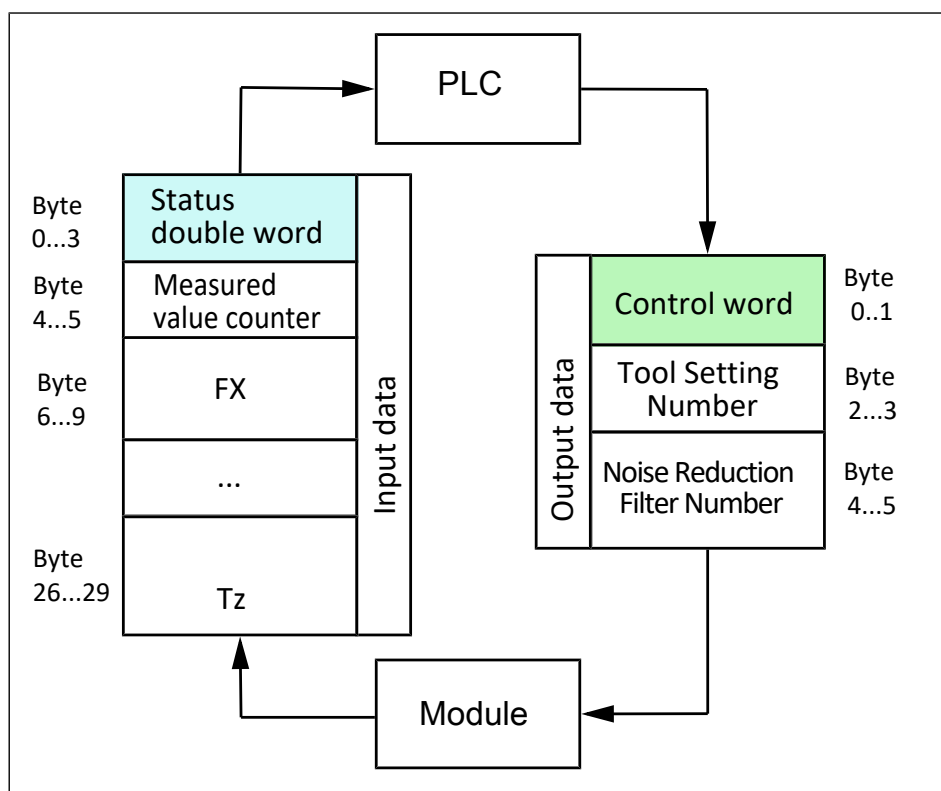 PLC
Byte
0...3
Status
double word
Byte
4...5
Measured
value counter
Byte
6...9
FX
...
Byte
26...29
Tz
Input data
Output data
Control word
Byte
0..1
Tool Setting
Number
Byte
2...3
Noise Reduction
Filter Number
Byte
4...5
Module